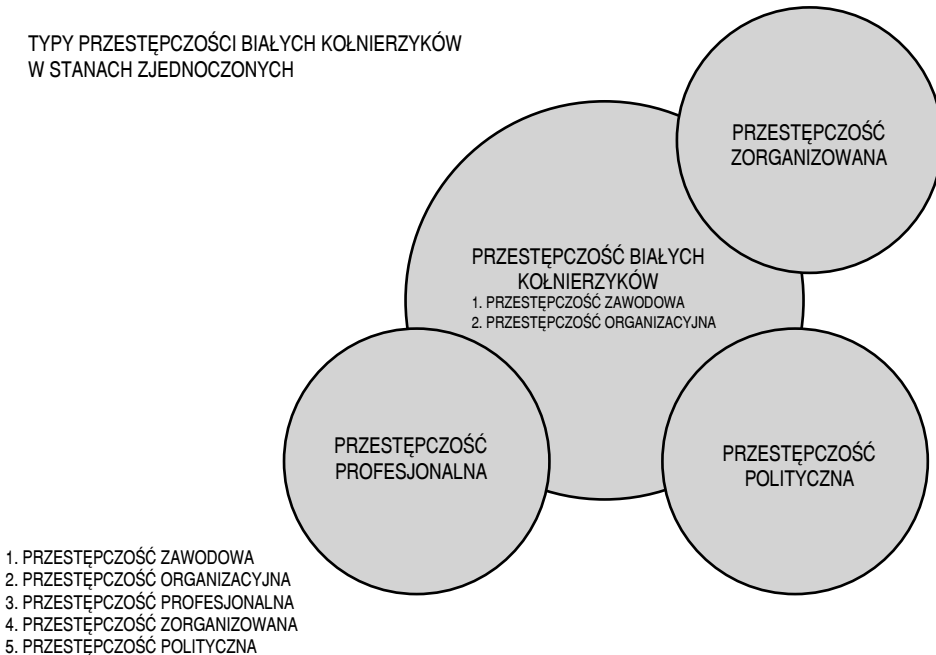 TYPY PRZESTĘPCZOŚCI BIAŁYCH KOŁNIERZYKÓW
W STANACH ZJEDNOCZONYCH
PRZESTĘPCZOŚĆ
ZORGANIZOWANA
PRZESTĘPCZOŚĆ BIAŁYCH
KOŁNIERZYKÓW
1. PRZESTĘPCZOŚĆ ZAWODOWA
2. PRZESTĘPCZOŚĆ ORGANIZACYJNA
PRZESTĘPCZOŚĆ
PROFESJONALNA
PRZESTĘPCZOŚĆ
POLITYCZNA
1. PRZESTĘPCZOŚĆ ZAWODOWA
2. PRZESTĘPCZOŚĆ ORGANIZACYJNA
3. PRZESTĘPCZOŚĆ PROFESJONALNA
4. PRZESTĘPCZOŚĆ ZORGANIZOWANA
5. PRZESTĘPCZOŚĆ POLITYCZNA